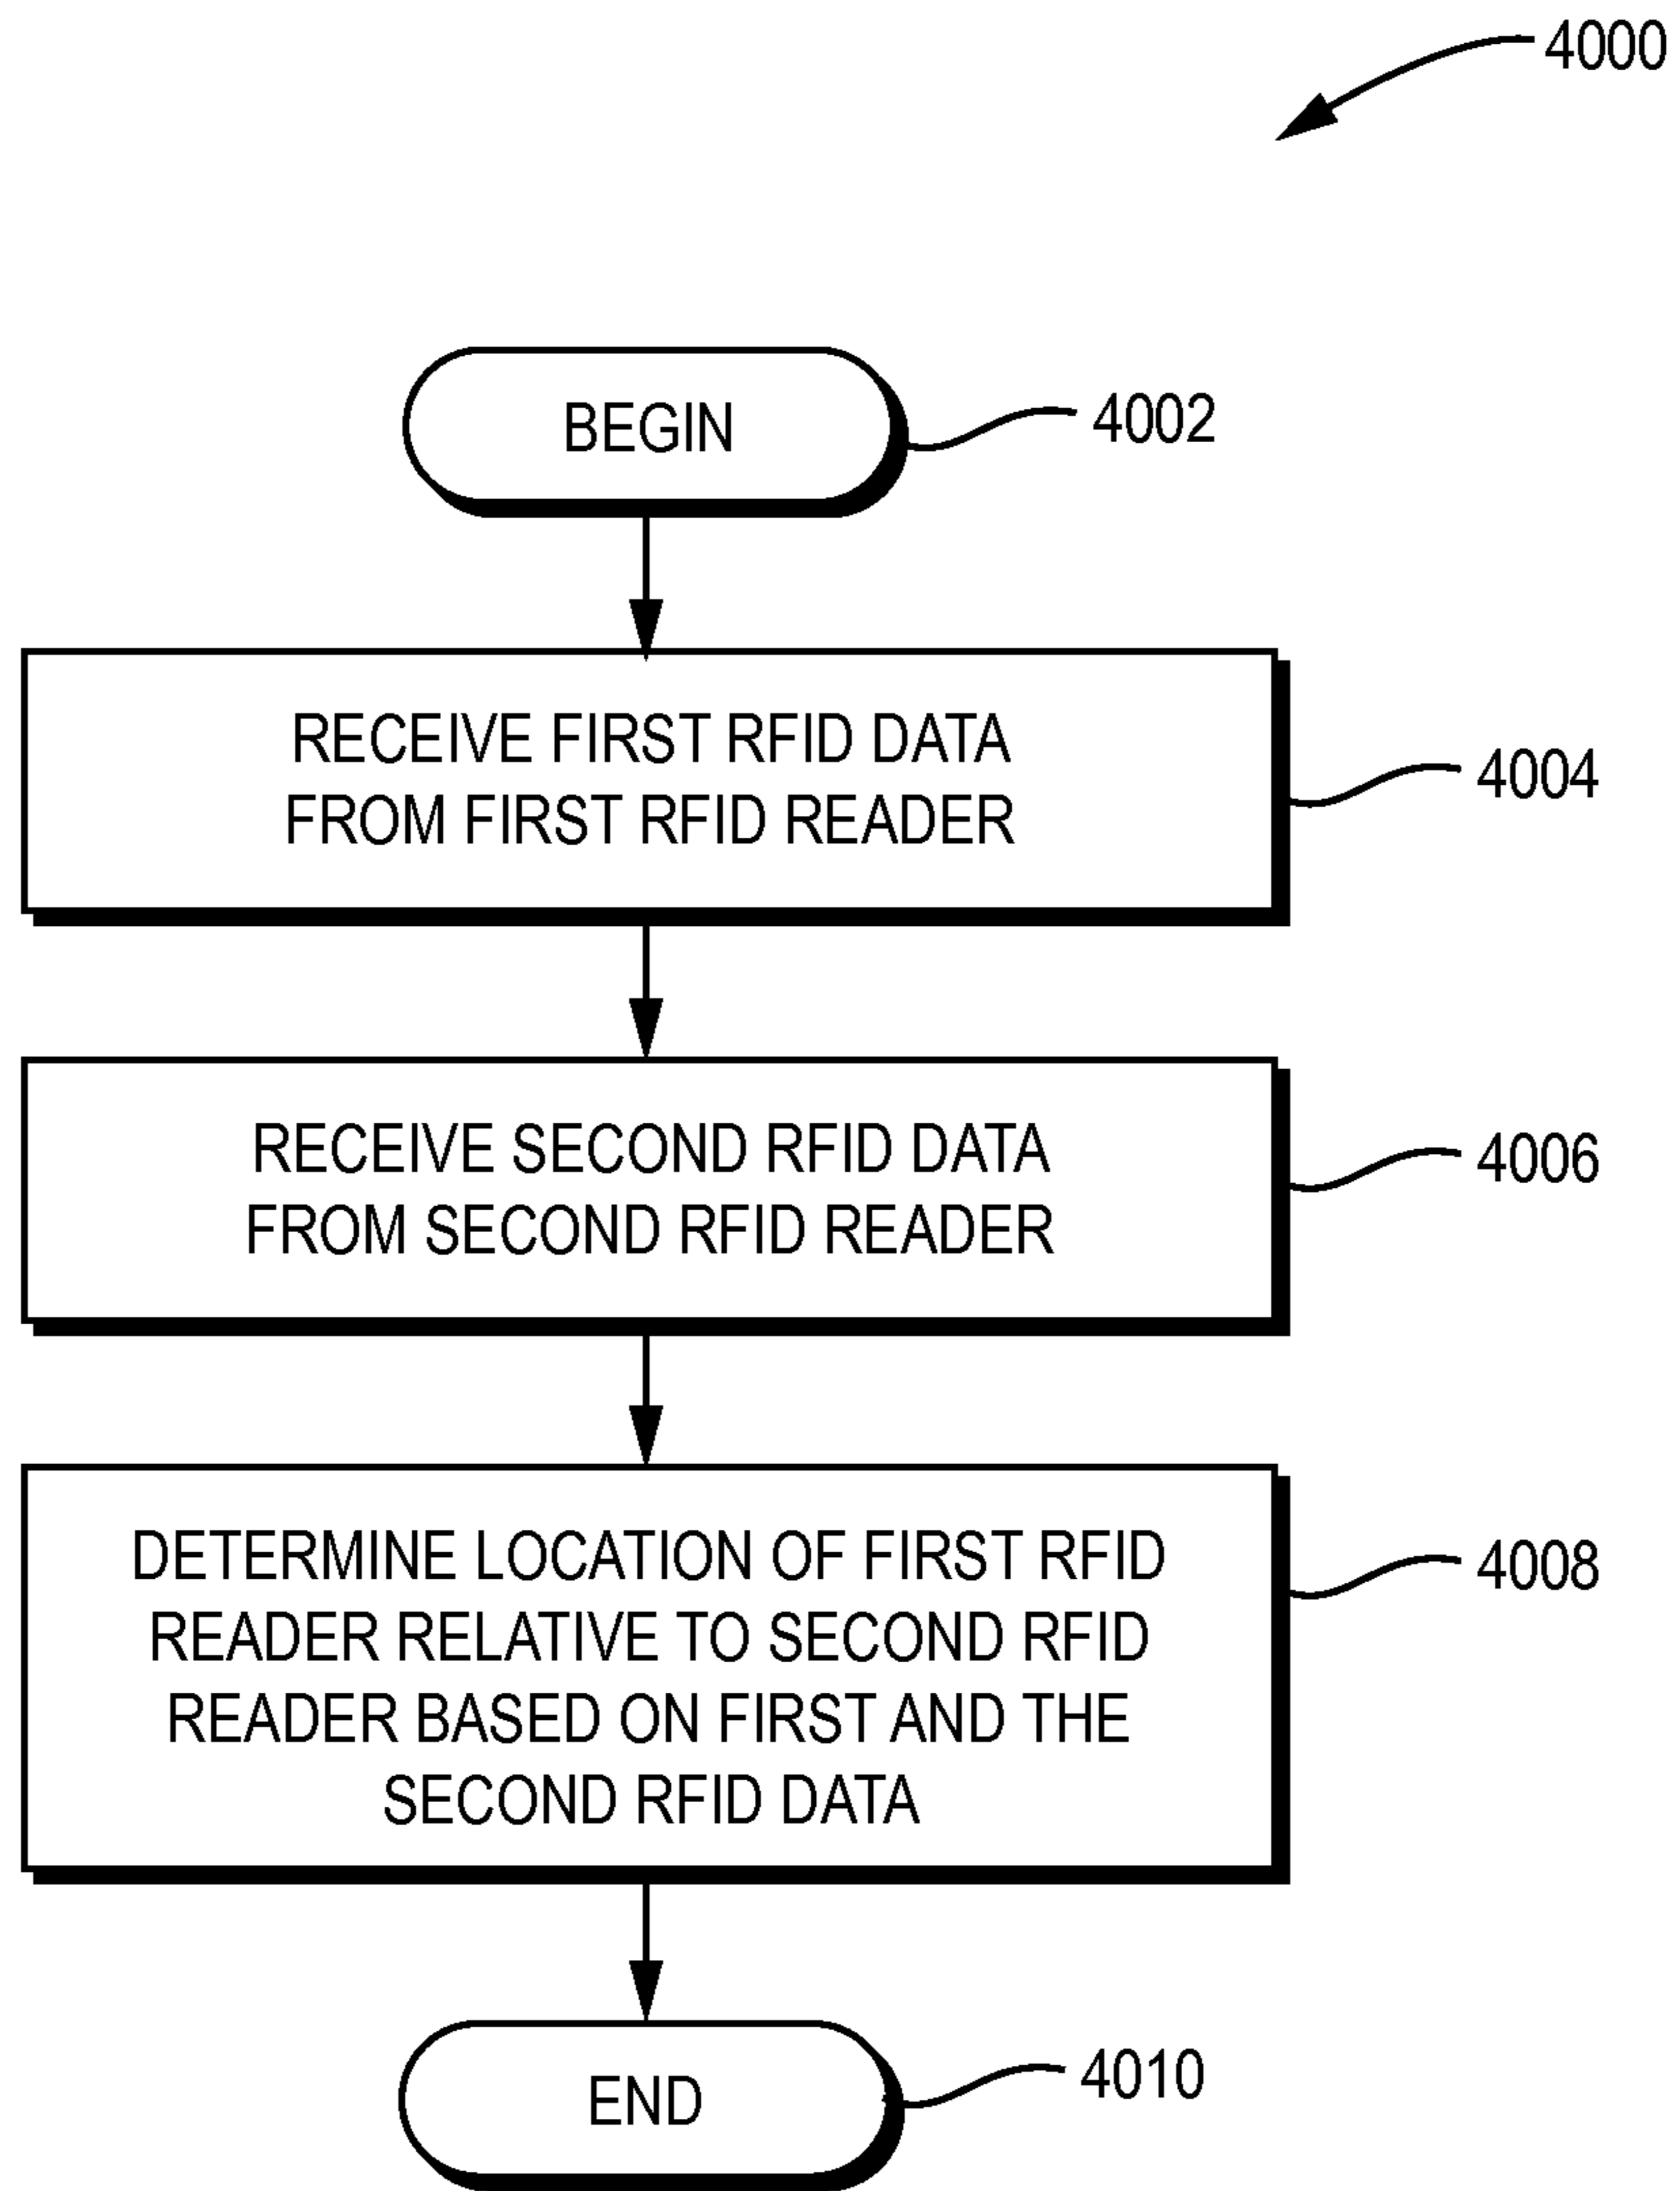 4000
BEGIN
4002
RECEIVE FIRST RFID DATA
FROM FIRST RFID READER
4004
RECEIVE SECOND RFID DATA
FROM SECOND RFID READER
4006
DETERMINE LOCATION OF FIRST RFID
READER RELATIVE TO SECOND RFID
READER BASED ON FIRST AND THE
SECOND RFID DATA
4008
END
4010